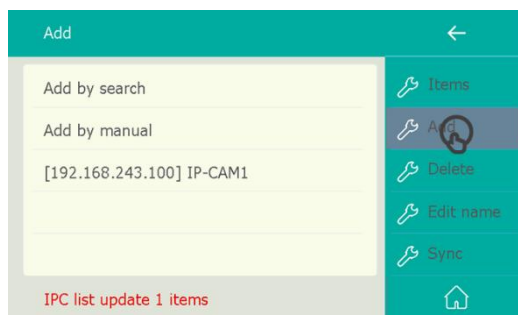 Add
Add by search
Add by manual
[192.168.243.100] IP-CAM1
IPC list update 1 items
Items
Add
Delete
Edit name
Sync